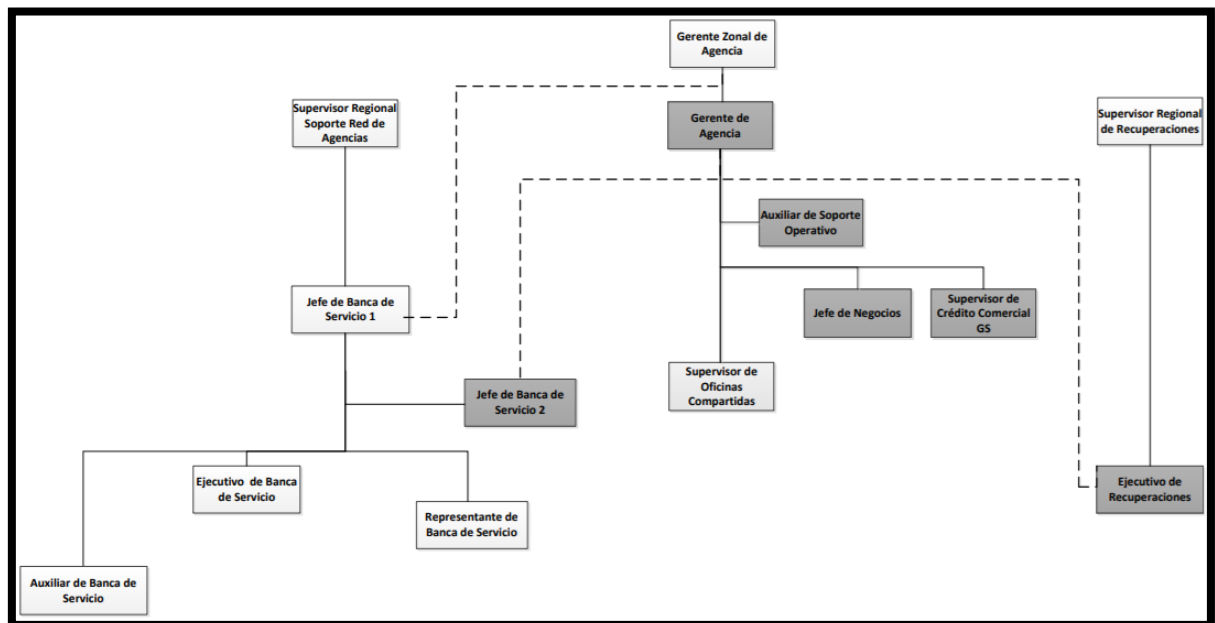 Gerente Zonal de
Agencia
Supervisor Regional
Soporte Red de
Agencias
Gerente de
Agencia
Supervisor Regional
de Recuperaciones
Auxiliar de Soporte
Operativo
Jefe de Banca de
Servicio 1
Jefe de Negocios
Supervisor de
Crédito Comercial
GS
Supervisor de
Oficinas
Compartidas
Jefe de Banca de
Servicio 2
Ejecutivo de Banca
de Servicio
Representante de
Banca de Servicio
Ejecutivo de
Recuperaciones
Auxiliar de Banca de
Servicio